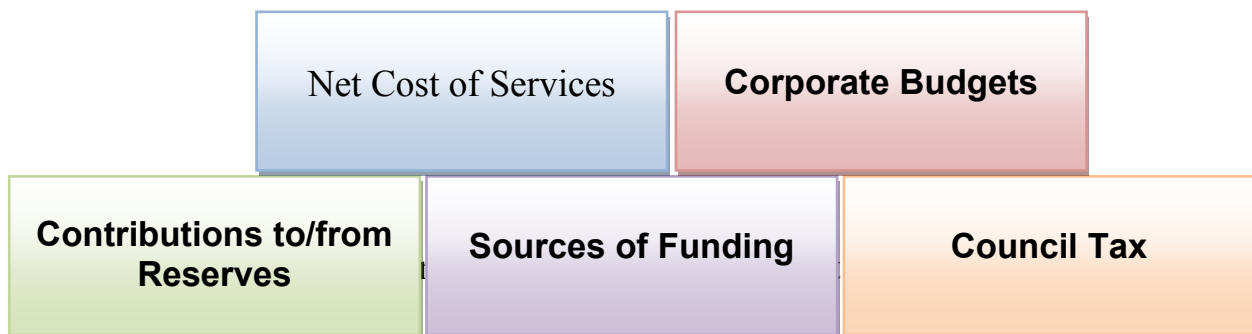 Net Cost of Services
Corporate Budgets
Contributions to/from
Reserves
Sources of Funding
Council Tax